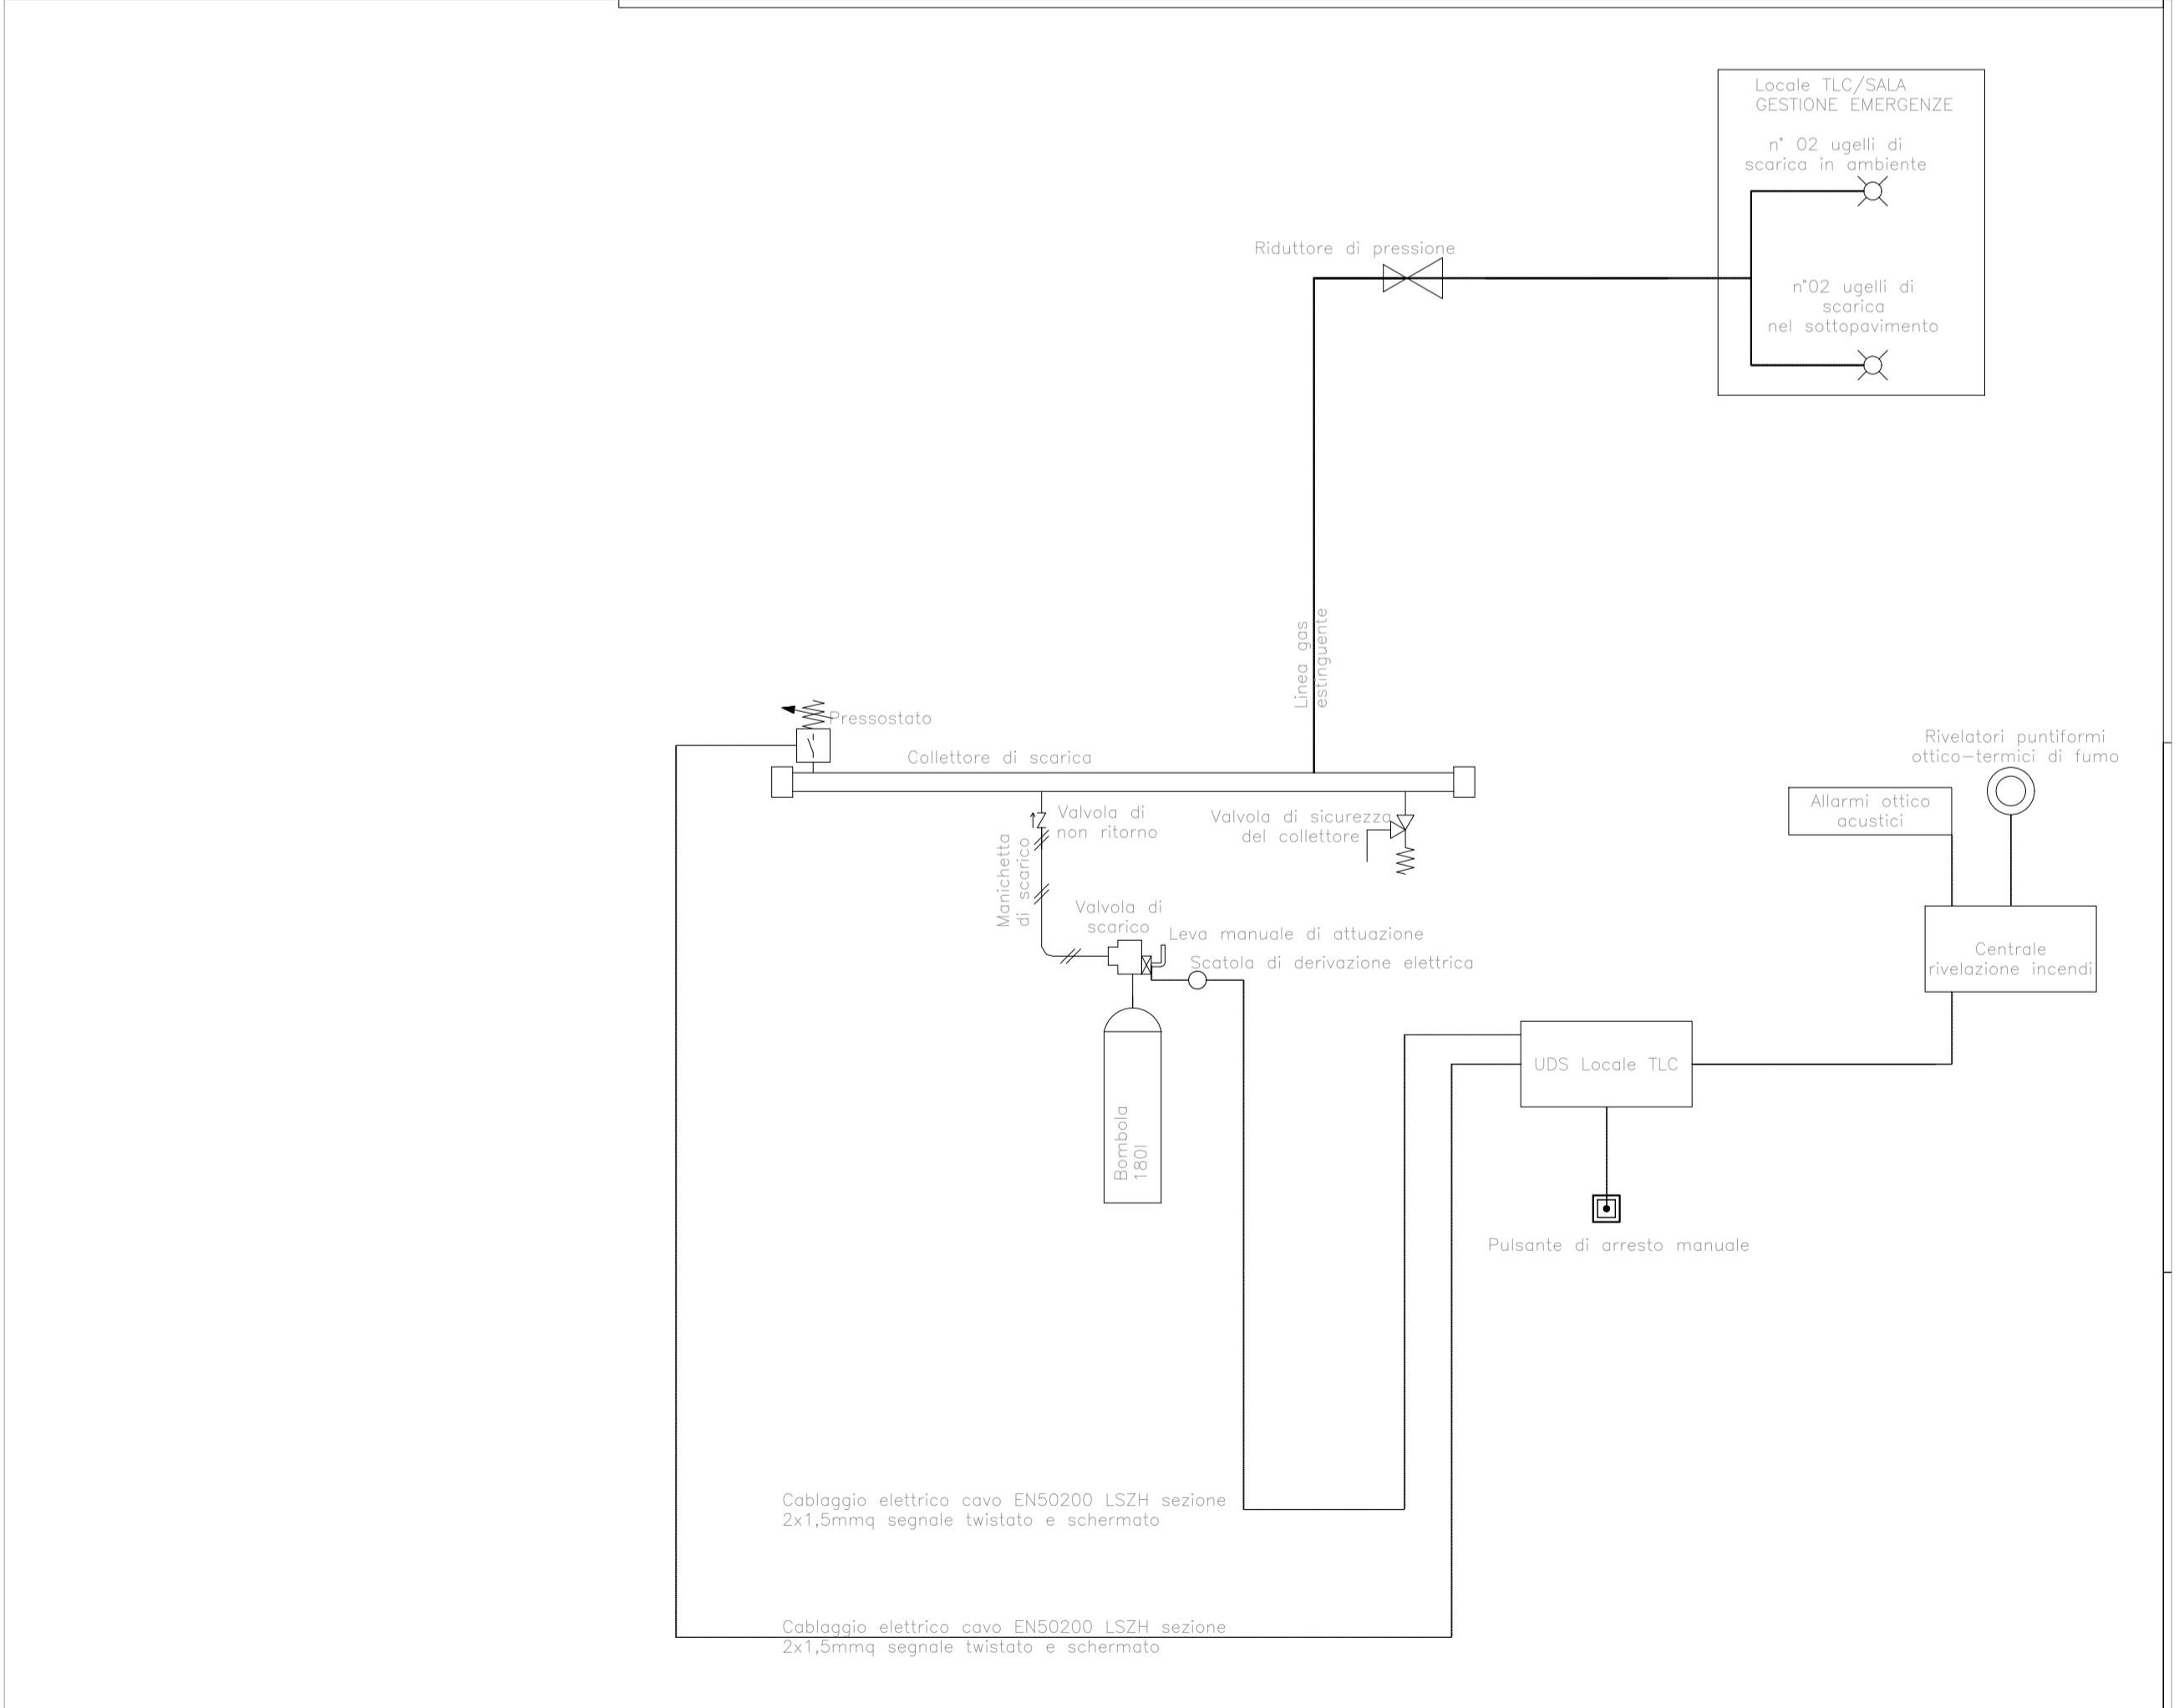 Locale TLC/SALA
GESTIONE EMERGENZE
n° 02 ugelli di
scarica in ambiente
Riduttore di pressione
n°02 ugelli di
scarica
nel sottopavimento
Linea gas
estinguente
Pressostato
Collettore di scarica
Rivelatori puntiformi
ottico-termici di fumo
Allarmi ottico
acustici
Valvola di
non ritorno
Valvola di sicurezza
del collettore
Manichetta
di scarico
Valvola di
scarico
Leva manuale di attuazione
Scatola di derivazione elettrica
Centrale
rivelazione incendi
UDS Locale TLC
Bombola
180l
Pulsante di arresto manuale
Cablaggio elettrico cavo EN50200 LSZH sezione
2x1,5mmq segnale twistato e schermato
Cablaggio elettrico cavo EN50200 LSZH sezione
2x1,5mmq segnale twistato e schermato